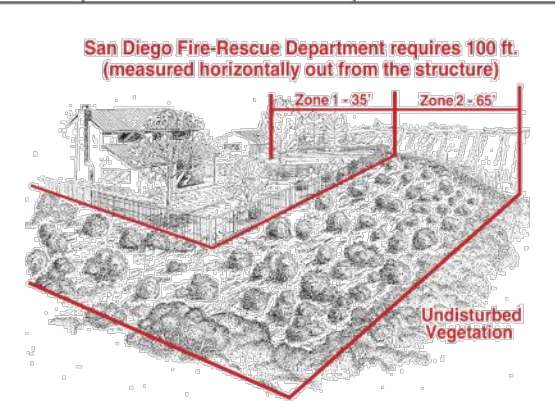 San Diego Fire-Rescue Department requires 100 ft.
(measured horizontally out from the structure)
Zone 1 - 35'
Zone 2 - 65'
Undisturbed
Vegetation